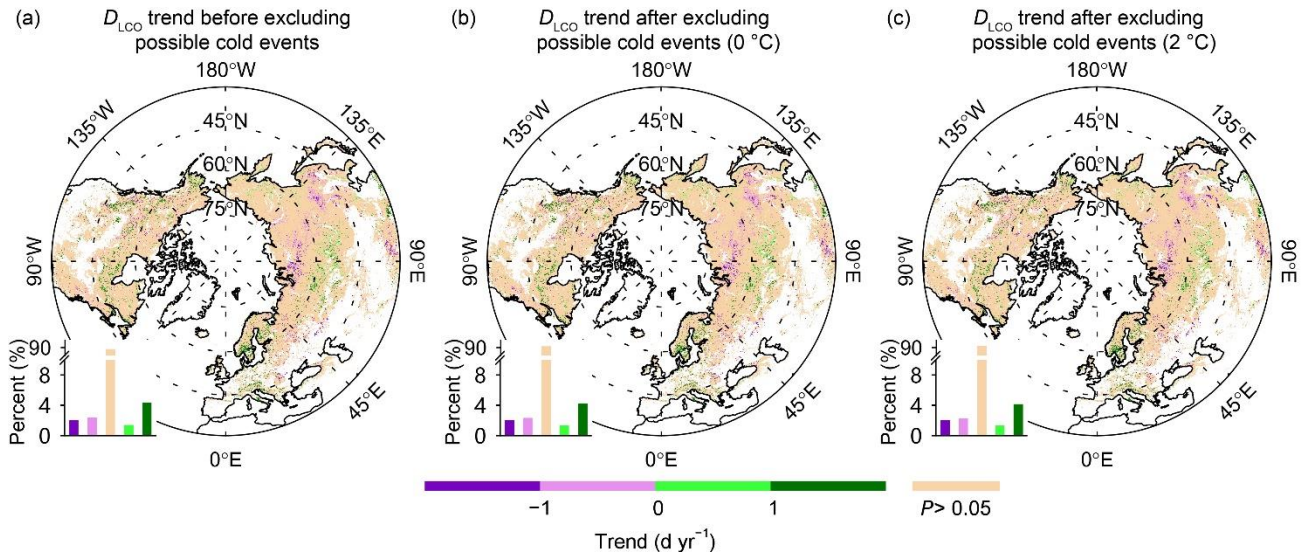 (a) D_LCO trend before excluding
possible cold events
(b) D_LCO trend after excluding
possible cold events (0 °C)
(c) D_LCO trend after excluding
possible cold events (2 °C)
180°W
135°W
135°E
45°N
60°N
75°N
90°W
90°E
45°E
0°E
Percent (%)
90
8
4
0
180°W
135°W
135°E
45°N
60°N
75°N
90°W
90°E
45°E
0°E
Percent (%)
90
8
4
0
180°W
135°W
135°E
45°N
60°N
75°N
90°W
90°E
45°E
0°E
Percent (%)
90
8
4
0
−1 0 1 P> 0.05
Trend (d yr⁻¹)